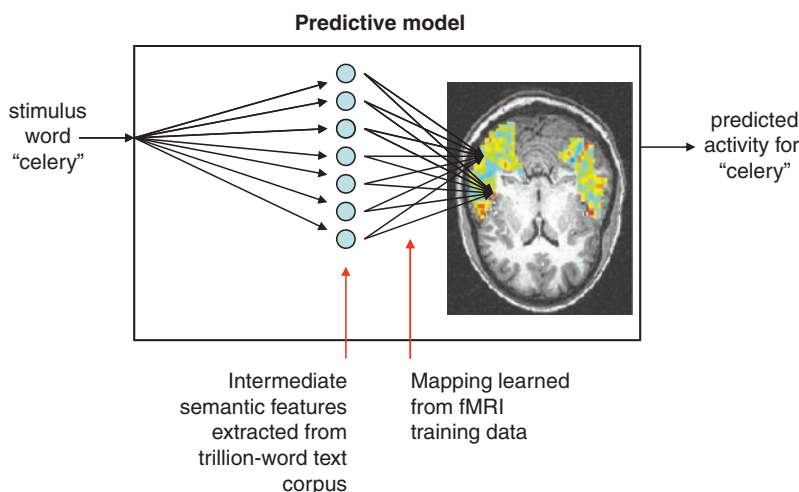 Predictive model
stimulus
word
“celery”
predicted
activity for
“celery”
Intermediate
semantic features
extracted from
trillion-word text
corpus
Mapping learned
from fMRI
training data